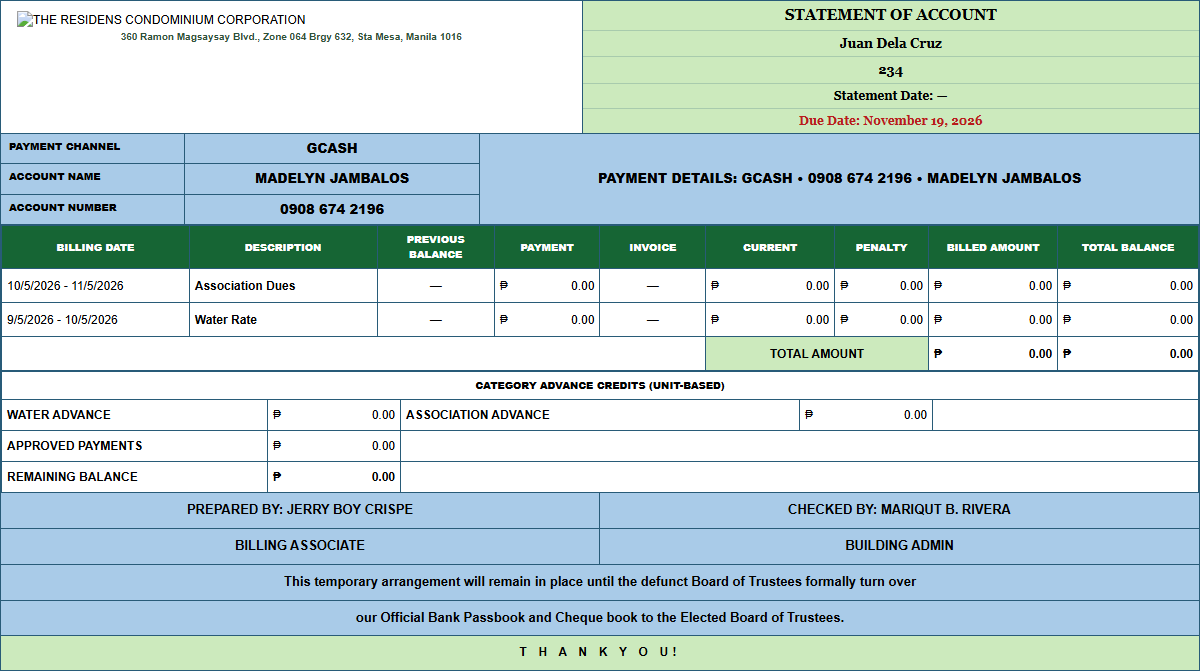 THE RESIDENS CONDOMINIUM CORPORATION
360 Ramon Magsaysay Blvd., Zone 064 Brgy 632, Sta Mesa, Manila 1016
STATEMENT OF ACCOUNT
Juan Dela Cruz
234
Statement Date: —
Due Date: November 19, 2026
PAYMENT CHANNEL GCASH
ACCOUNT NAME MADELYN JAMBALOS
ACCOUNT NUMBER 0908 674 2196
PAYMENT DETAILS: GCASH • 0908 674 2196 • MADELYN JAMBALOS
BILLING DATE DESCRIPTION PREVIOUS BALANCE PAYMENT INVOICE CURRENT PENALTY BILLED AMOUNT TOTAL BALANCE
10/5/2026 - 11/5/2026 Association Dues — ₱ 0.00 — ₱ 0.00 ₱ 0.00 ₱ 0.00 ₱ 0.00
9/5/2026 - 10/5/2026 Water Rate — ₱ 0.00 — ₱ 0.00 ₱ 0.00 ₱ 0.00 ₱ 0.00
TOTAL AMOUNT ₱ 0.00 ₱ 0.00
CATEGORY ADVANCE CREDITS (UNIT-BASED)
WATER ADVANCE ₱ 0.00 ASSOCIATION ADVANCE ₱ 0.00
APPROVED PAYMENTS ₱ 0.00
REMAINING BALANCE ₱ 0.00
PREPARED BY: JERRY BOY CRISPE CHECKED BY: MARIQUT B. RIVERA
BILLING ASSOCIATE BUILDING ADMIN
This temporary arrangement will remain in place until the defunct Board of Trustees formally turn over
our Official Bank Passbook and Cheque book to the Elected Board of Trustees.
T H A N K Y O U !